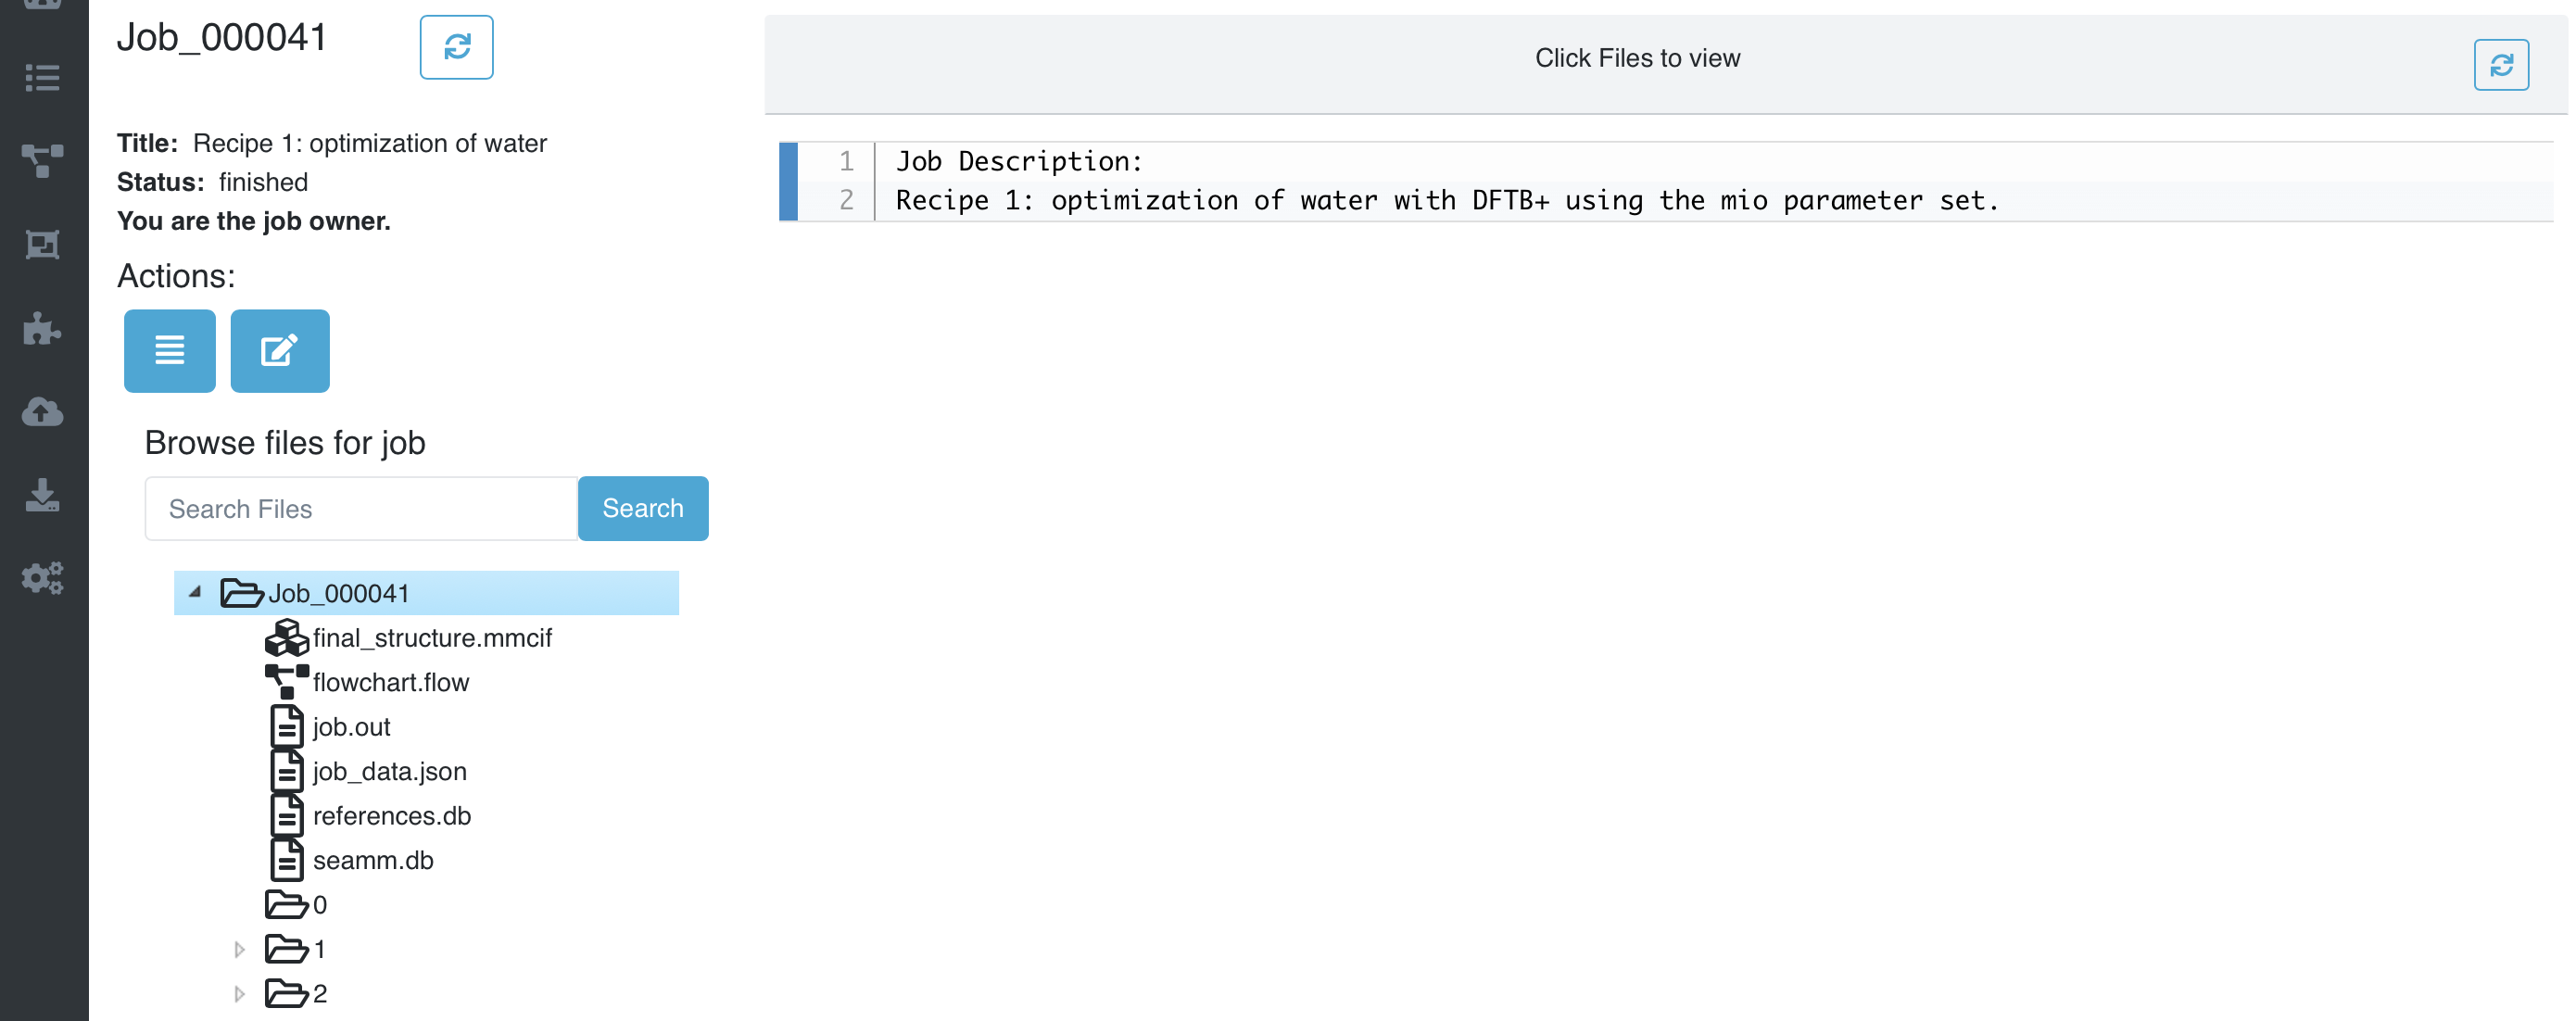 Job_000041
Title: Recipe 1: optimization of water
Status: finished
You are the job owner.
Actions:
Browse files for job
Search Files
Search
Job_000041
final_structure.mmcif
flowchart.flow
job.out
job_data.json
references.db
seamm.db
0
1
2
Click Files to view
1 Job Description:
2 Recipe 1: optimization of water with DFTB+ using the mio parameter set.